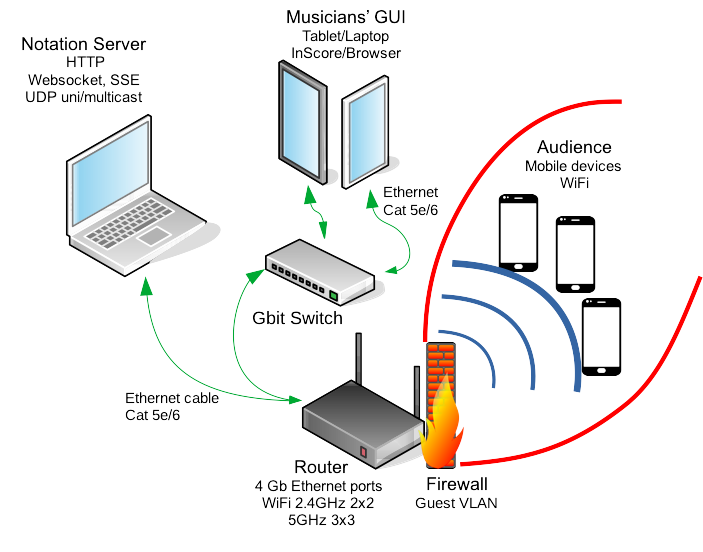 Musicians' GUI
Tablet/Laptop
InScore/Browser
Notation Server
HTTP
Websocket, SSE
UDP uni/multicast
Audience
Mobile devices
WiFi
Ethernet
Cat 5e/6
Gbit Switch
Ethernet cable
Cat 5e/6
Router
4 Gb Ethernet ports
WiFi 2.4GHz 2x2
5GHz 3x3
Firewall
Guest VLAN